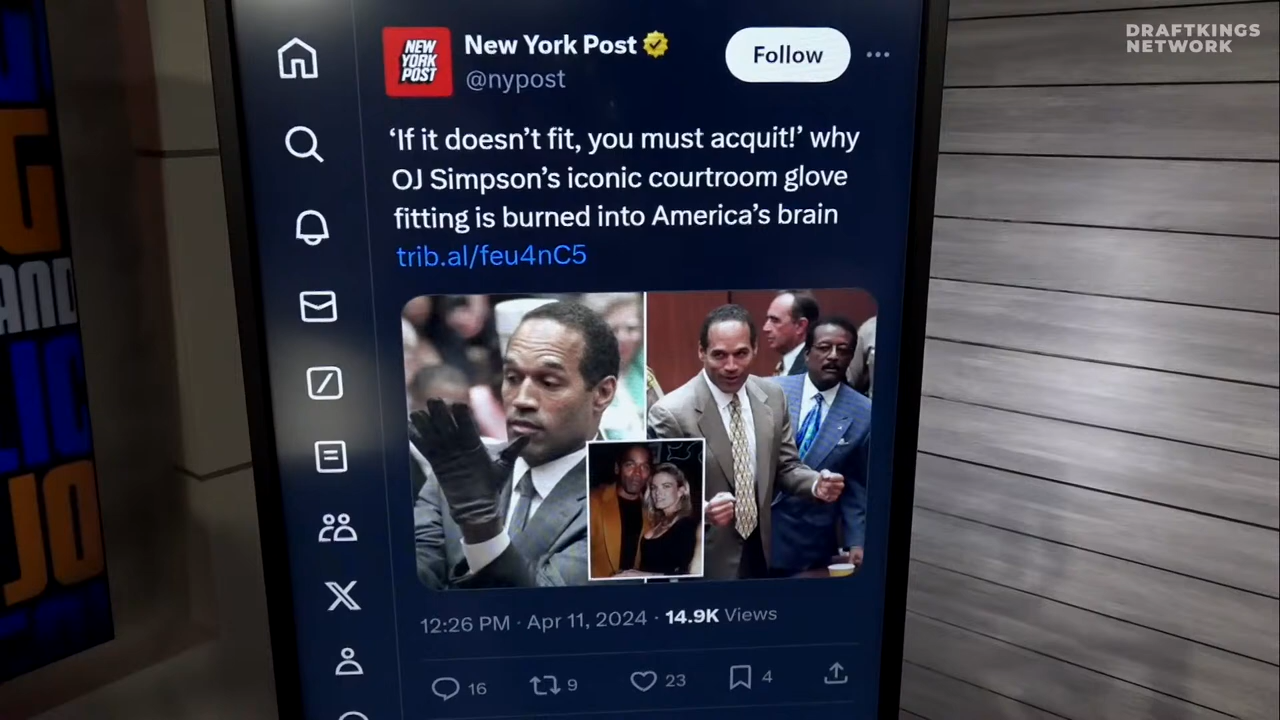 DRAFTKINGS
NETWORK
NEW
YORK
POST
New York Post
@nypost
Follow
‘If it doesn’t fit, you must acquit!’ why
OJ Simpson’s iconic courtroom glove
fitting is burned into America’s brain
trib.al/feu4nC5
12:26 PM · Apr 11, 2024 · 14.9K Views
16
9
23
4
G
AND
JO